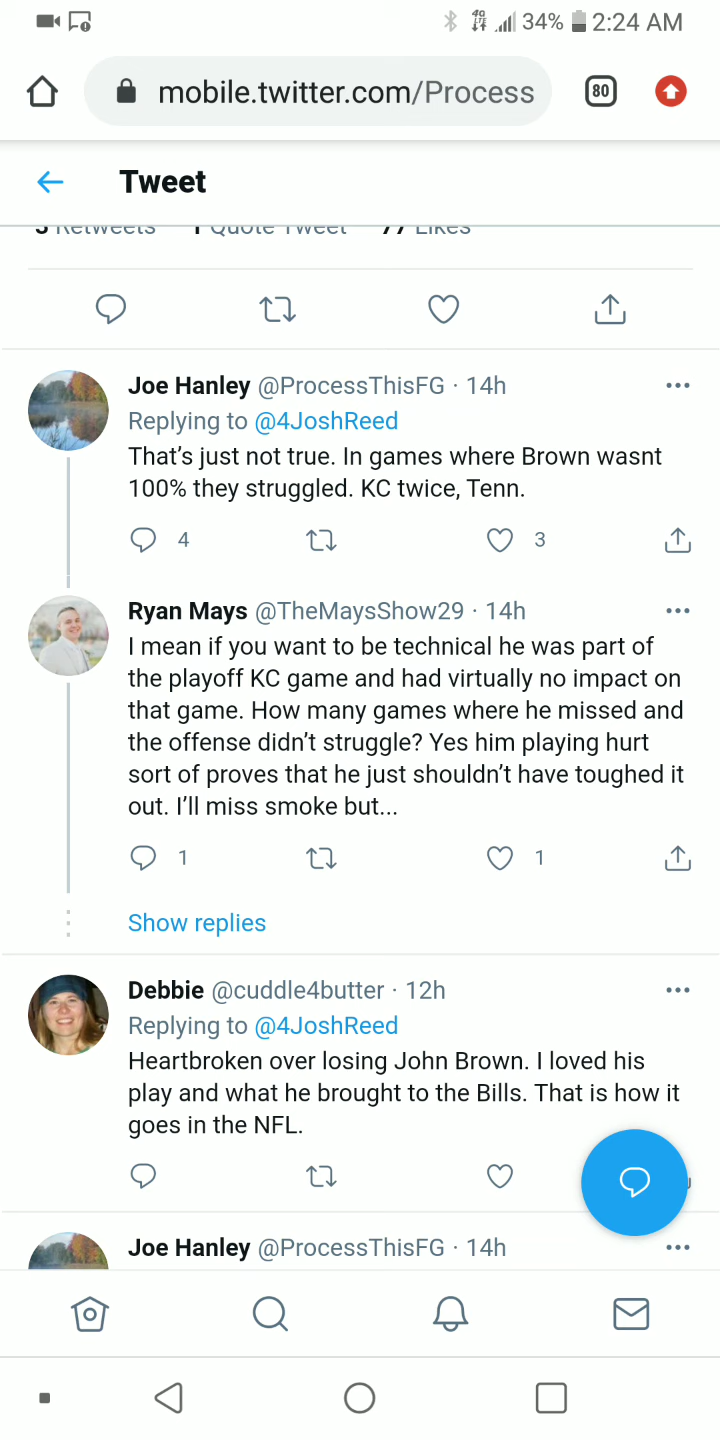 4G
LTE
34%
2:24 AM
mobile.twitter.com/Process
80
Tweet
Retweets 1 Quote Tweet 77 Likes
Joe Hanley @ProcessThisFG · 14h
Replying to @4JoshReed
That’s just not true. In games where Brown wasnt
100% they struggled. KC twice, Tenn.
4
3
Ryan Mays @TheMaysShow29 · 14h
I mean if you want to be technical he was part of
the playoff KC game and had virtually no impact on
that game. How many games where he missed and
the offense didn’t struggle? Yes him playing hurt
sort of proves that he just shouldn’t have toughed it
out. I’ll miss smoke but...
1
1
Show replies
Debbie @cuddle4butter · 12h
Replying to @4JoshReed
Heartbroken over losing John Brown. I loved his
play and what he brought to the Bills. That is how it
goes in the NFL.
Joe Hanley @ProcessThisFG · 14h